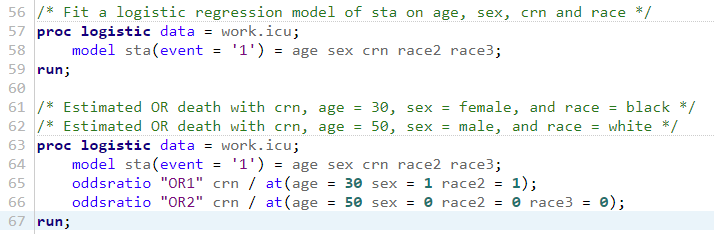 56 /* Fit a logistic regression model of sta on age, sex, crn and race */
57 proc logistic data = work.icu;
58     model sta(event = '1') = age sex crn race2 race3;
59 run;
60
61 /* Estimated OR death with crn, age = 30, sex = female, and race = black */
62 /* Estimated OR death with crn, age = 50, sex = male, and race = white */
63 proc logistic data = work.icu;
64     model sta(event = '1') = age sex crn race2 race3;
65     oddsratio "OR1" crn / at(age = 30 sex = 1 race2 = 1);
66     oddsratio "OR2" crn / at(age = 50 sex = 0 race2 = 0 race3 = 0);
67 run;